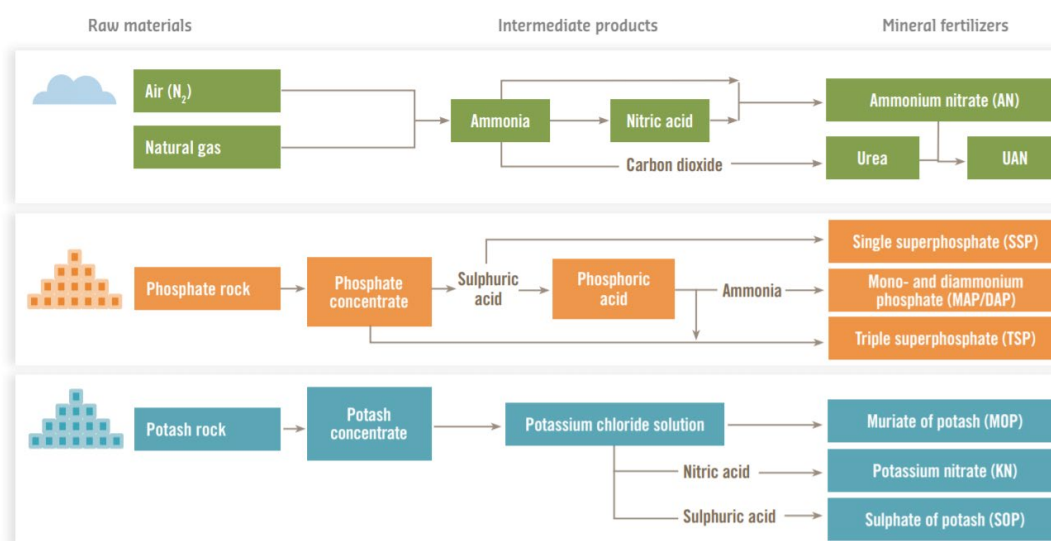 Raw materials
Intermediate products
Mineral fertilizers
Air (N₂)
Natural gas
Ammonia
Nitric acid
Carbon dioxide
Ammonium nitrate (AN)
Urea
UAN
Phosphate rock
Phosphate
concentrate
Sulphuric
acid
Phosphoric
acid
Ammonia
Single superphosphate (SSP)
Mono- and diammonium
phosphate (MAP/DAP)
Triple superphosphate (TSP)
Potash rock
Potash
concentrate
Potassium chloride solution
Nitric acid
Sulphuric acid
Muriate of potash (MOP)
Potassium nitrate (KN)
Sulphate of potash (SOP)